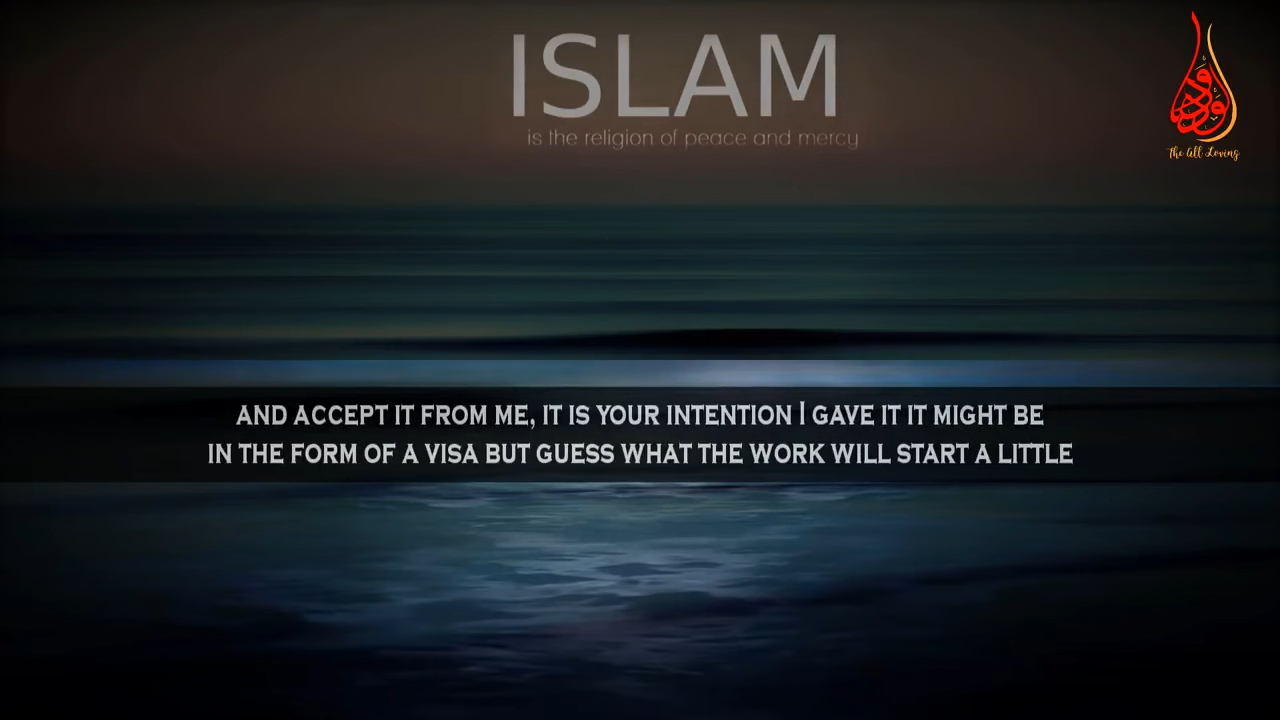 ISLAM
is the religion of peace and mercy
ودود
The All Loving
AND ACCEPT IT FROM ME, IT IS YOUR INTENTION I GAVE IT IT MIGHT BE
IN THE FORM OF A VISA BUT GUESS WHAT THE WORK WILL START A LITTLE